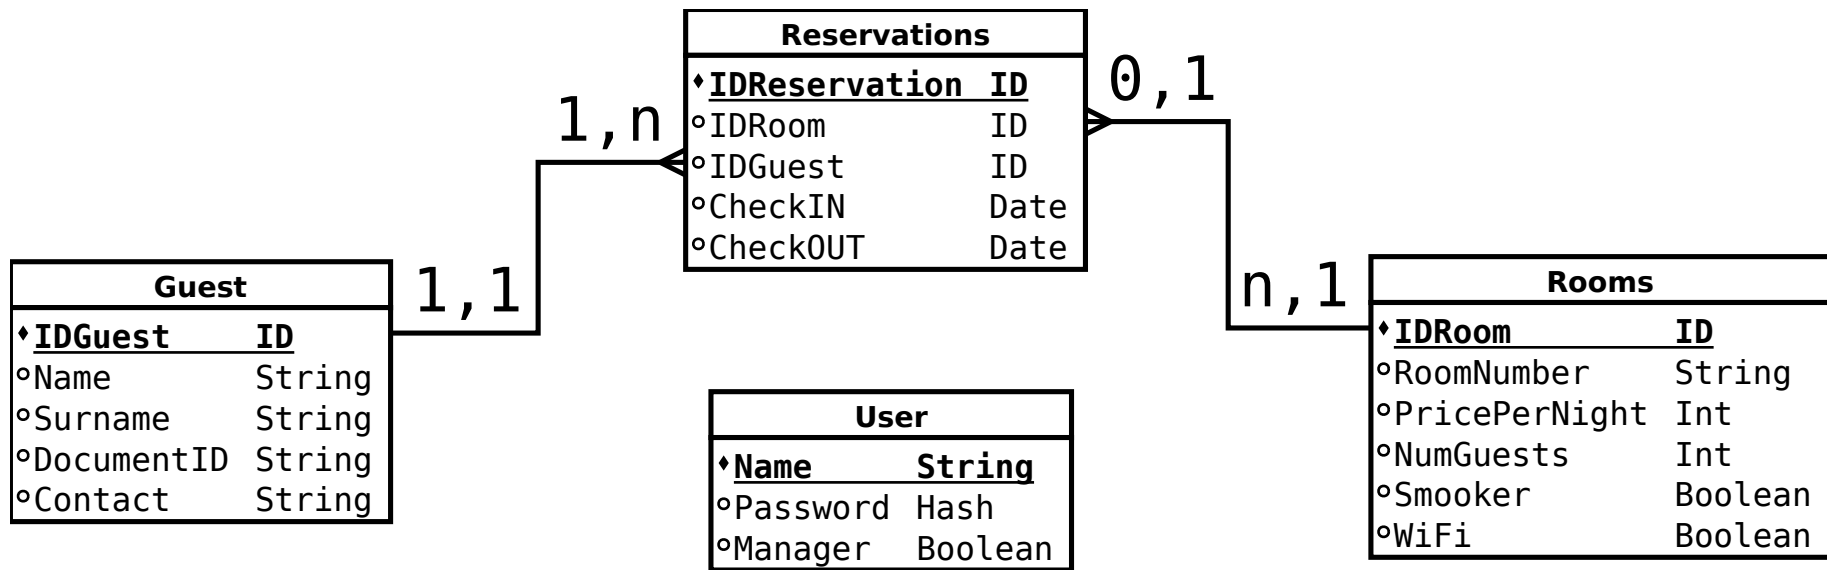 Reservations
IDReservation ID
IDRoom ID
IDGuest ID
CheckIN Date
CheckOUT Date
1,n
0,1
Guest
IDGuest ID
Name String
Surname String
DocumentID String
Contact String
1,1
n,1
User
Name String
Password Hash
Manager Boolean
Rooms
IDRoom ID
RoomNumber String
PricePerNight Int
NumGuests Int
Smooker Boolean
WiFi Boolean